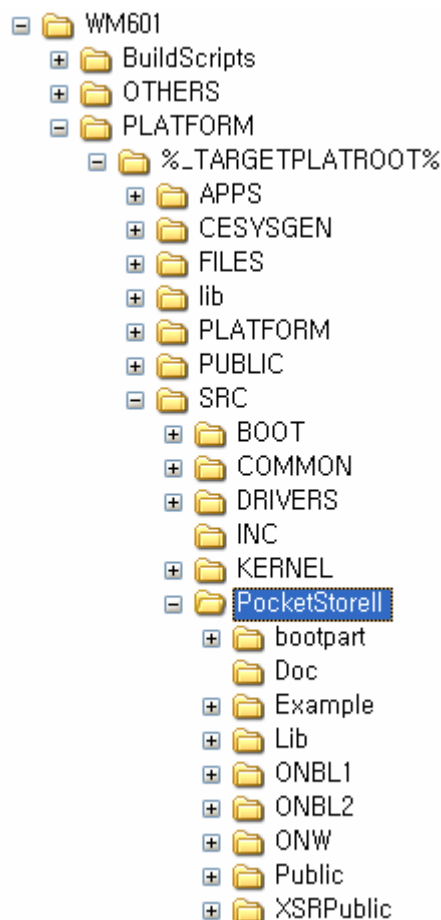 WM601
BuildScripts
OTHERS
PLATFORM
%_TARGETPLATROOT%
APPS
CESYSGEN
FILES
lib
PLATFORM
PUBLIC
SRC
BOOT
COMMON
DRIVERS
INC
KERNEL
PocketStoreII
bootpart
Doc
Example
Lib
ONBL1
ONBL2
ONW
Public
XSRPublic